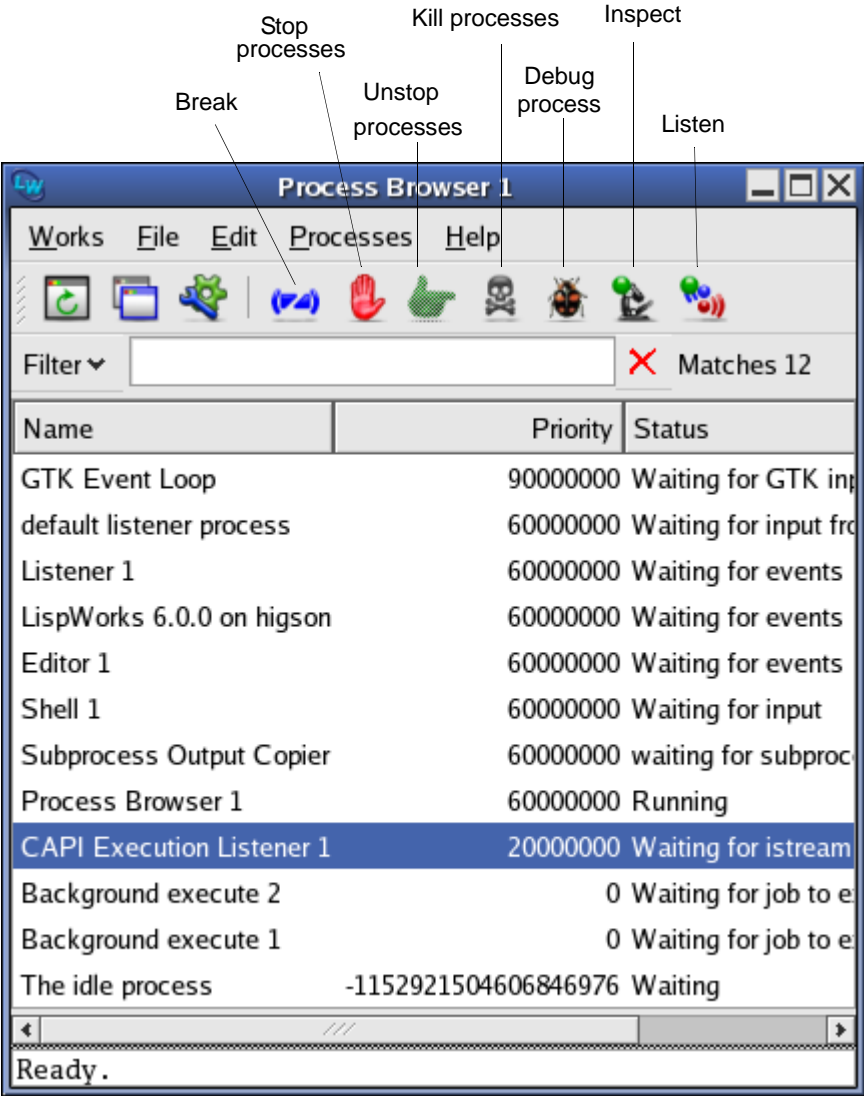 Kill processes
Inspect
Stop
processes
Debug
process
Break
Unstop
processes
Listen
LW
Process Browser 1
Works File Edit Processes Help
Filter Matches 12
Name Priority Status
GTK Event Loop 90000000 Waiting for GTK inp
default listener process 60000000 Waiting for input fro
Listener 1 60000000 Waiting for events
LispWorks 6.0.0 on higson 60000000 Waiting for events
Editor 1 60000000 Waiting for events
Shell 1 60000000 Waiting for input
Subprocess Output Copier 60000000 waiting for subproc
Process Browser 1 60000000 Running
CAPI Execution Listener 1 20000000 Waiting for istream
Background execute 2 0 Waiting for job to e
Background execute 1 0 Waiting for job to e
The idle process -1152921504606846976 Waiting
Ready.